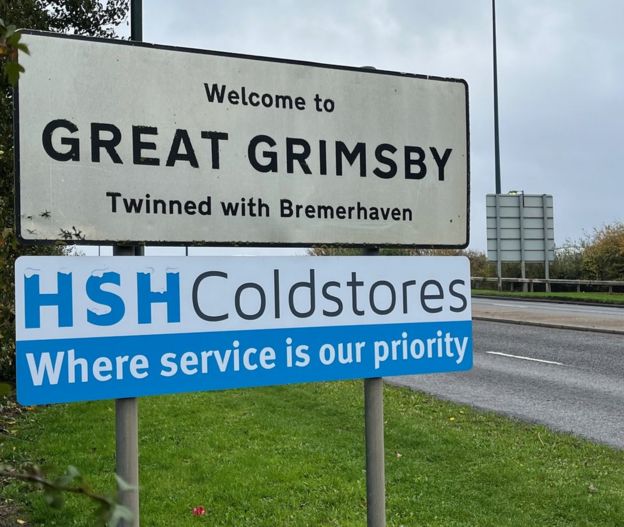 Welcome to
GREAT GRIMSBY
Twinned with Bremerhaven
HSH Coldstores
Where service is our priority